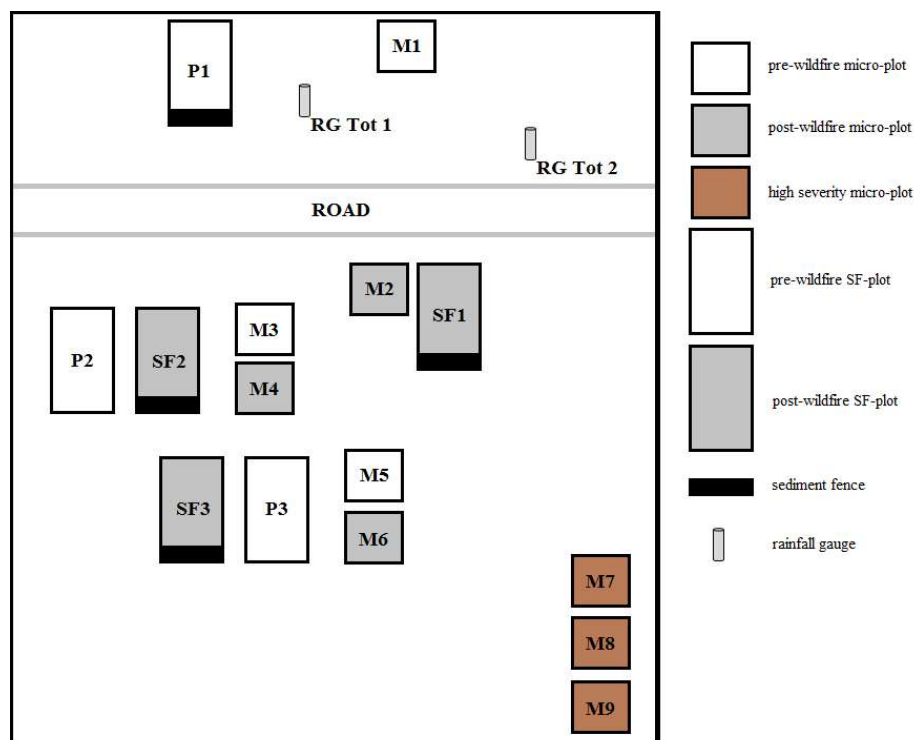 P1
M1
RG Tot 1
RG Tot 2
ROAD
M2
SF1
M3
P2
SF2
M4
M5
SF3
P3
M6
M7
M8
M9
pre-wildfire micro-plot
post-wildfire micro-plot
high severity micro-plot
pre-wildfire SF-plot
post-wildfire SF-plot
sediment fence
rainfall gauge